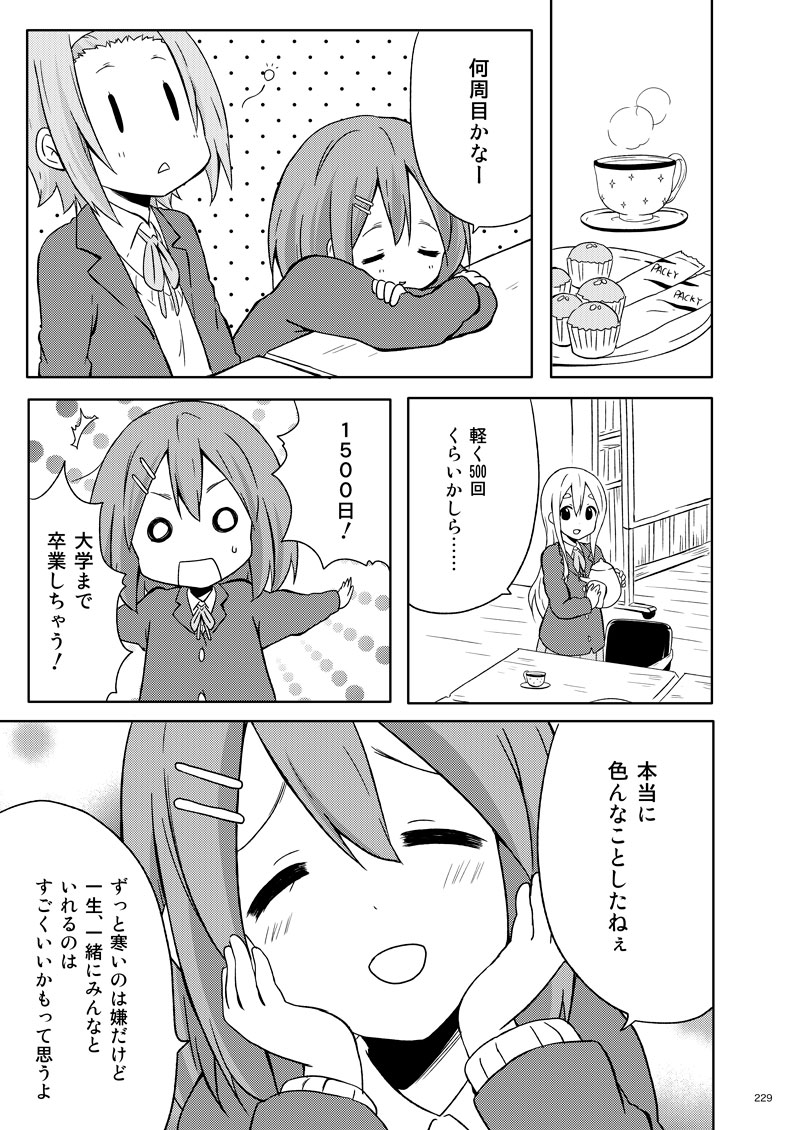 PACKY
PACKY
何周目かなー
軽く500回
くらいかしら……
1500日!
大学まで
卒業しちゃう!
本当に
色んなことしたねぇ
ずっと寒いのは嫌だけど
一生、一緒にみんなと
いれるのは
すごくいいかもって思うよ
229